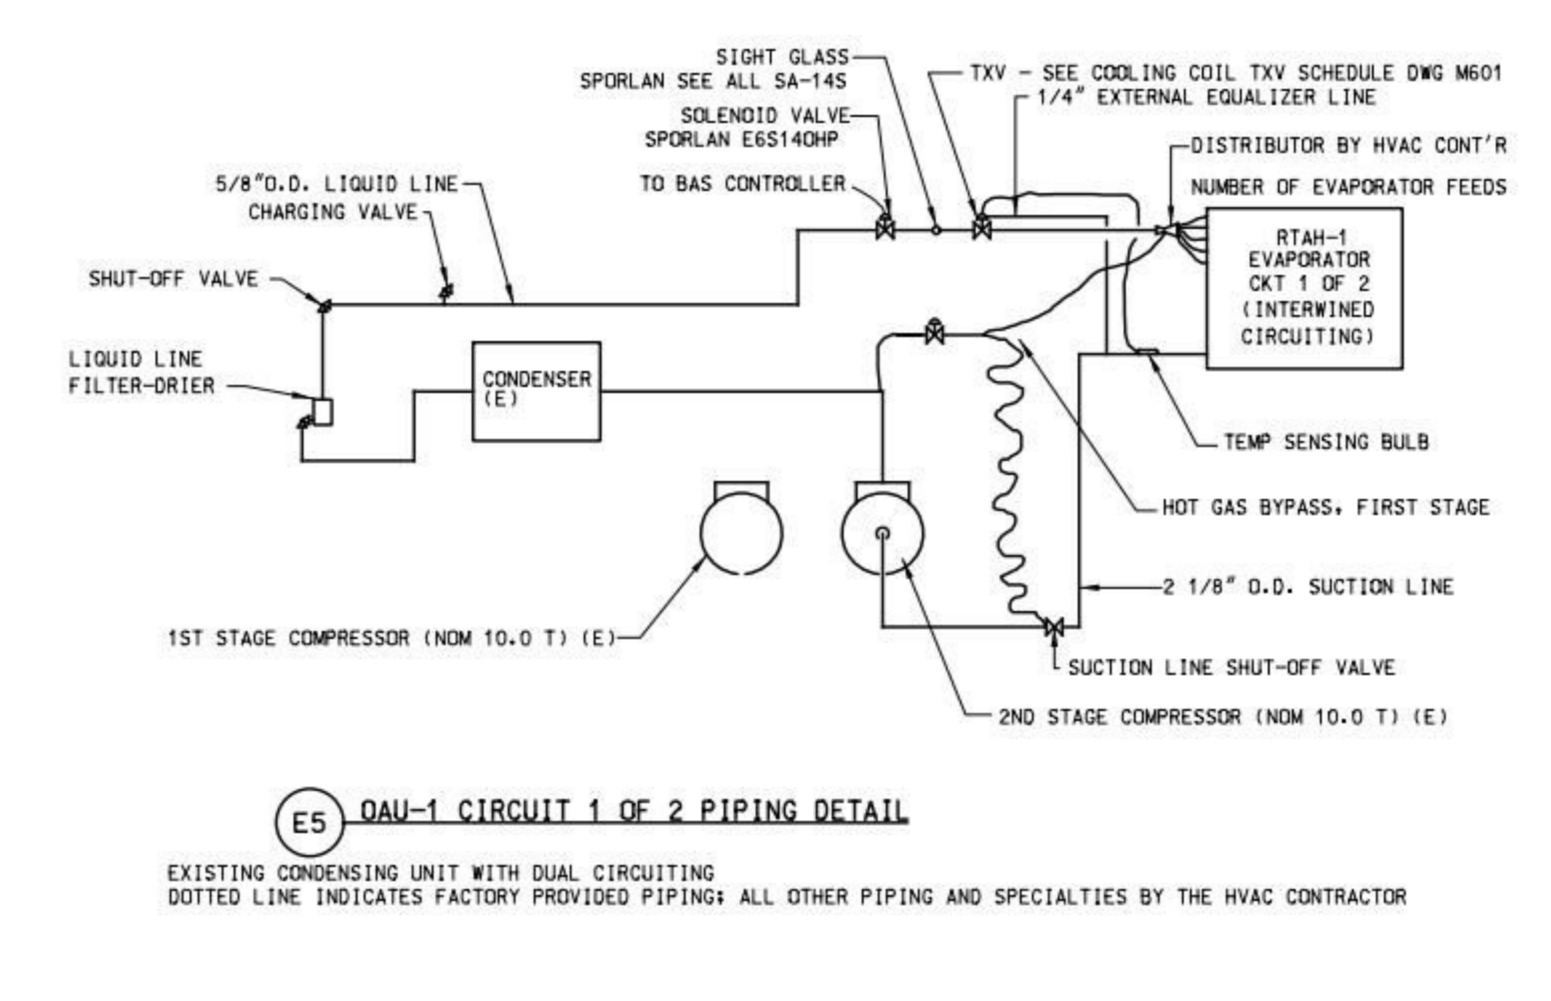 SIGHT GLASS
SPORLAN SEE ALL SA-14S
TXV - SEE COOLING COIL TXV SCHEDULE DWG M601
1/4" EXTERNAL EQUALIZER LINE
SOLENOID VALVE
SPORLAN E6S140HP
DISTRIBUTOR BY HVAC CONT'R
TO BAS CONTROLLER
NUMBER OF EVAPORATOR FEEDS
5/8"O.D. LIQUID LINE
CHARGING VALVE
RTAH-1
EVAPORATOR
CKT 1 OF 2
(INTERWINED
CIRCUITING)
SHUT-OFF VALVE
LIQUID LINE
FILTER-DRIER
CONDENSER
(E)
TEMP SENSING BULB
HOT GAS BYPASS, FIRST STAGE
2 1/8" O.D. SUCTION LINE
1ST STAGE COMPRESSOR (NOM 10.0 T) (E)
SUCTION LINE SHUT-OFF VALVE
2ND STAGE COMPRESSOR (NOM 10.0 T) (E)
E5 OAU-1 CIRCUIT 1 OF 2 PIPING DETAIL
EXISTING CONDENSING UNIT WITH DUAL CIRCUITING
DOTTED LINE INDICATES FACTORY PROVIDED PIPING; ALL OTHER PIPING AND SPECIALTIES BY THE HVAC CONTRACTOR